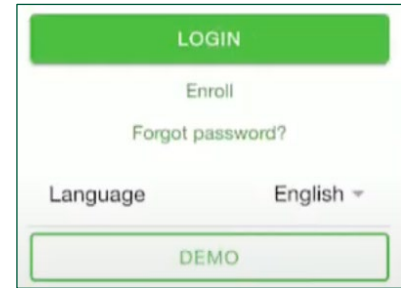 LOGIN
Enroll
Forgot password?
Language English
DEMO